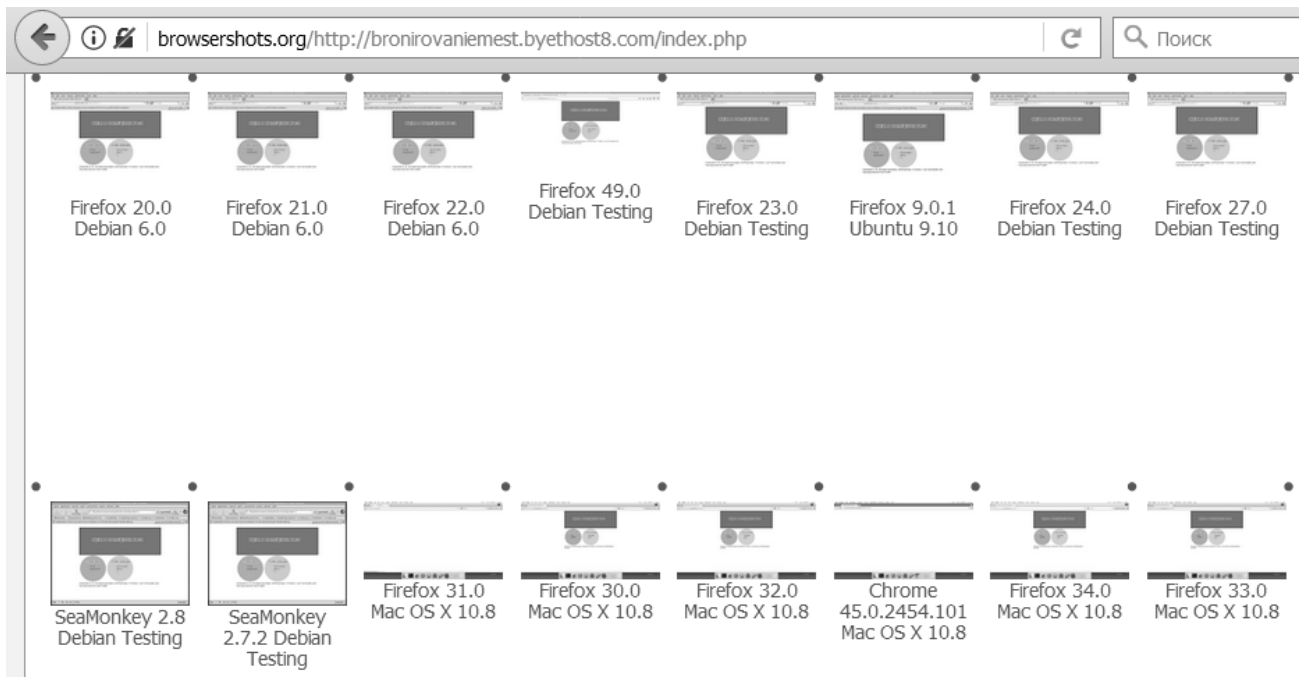 browsershots.org/http://bronirovaniemest.byethost8.com/index.php
Поиск
Firefox 20.0
Debian 6.0
Firefox 21.0
Debian 6.0
Firefox 22.0
Debian 6.0
Firefox 49.0
Debian Testing
Firefox 23.0
Debian Testing
Firefox 9.0.1
Ubuntu 9.10
Firefox 24.0
Debian Testing
Firefox 27.0
Debian Testing
SeaMonkey 2.8
Debian Testing
SeaMonkey
2.7.2 Debian
Testing
Firefox 31.0
Mac OS X 10.8
Firefox 30.0
Mac OS X 10.8
Firefox 32.0
Mac OS X 10.8
Chrome
45.0.2454.101
Mac OS X 10.8
Firefox 34.0
Mac OS X 10.8
Firefox 33.0
Mac OS X 10.8